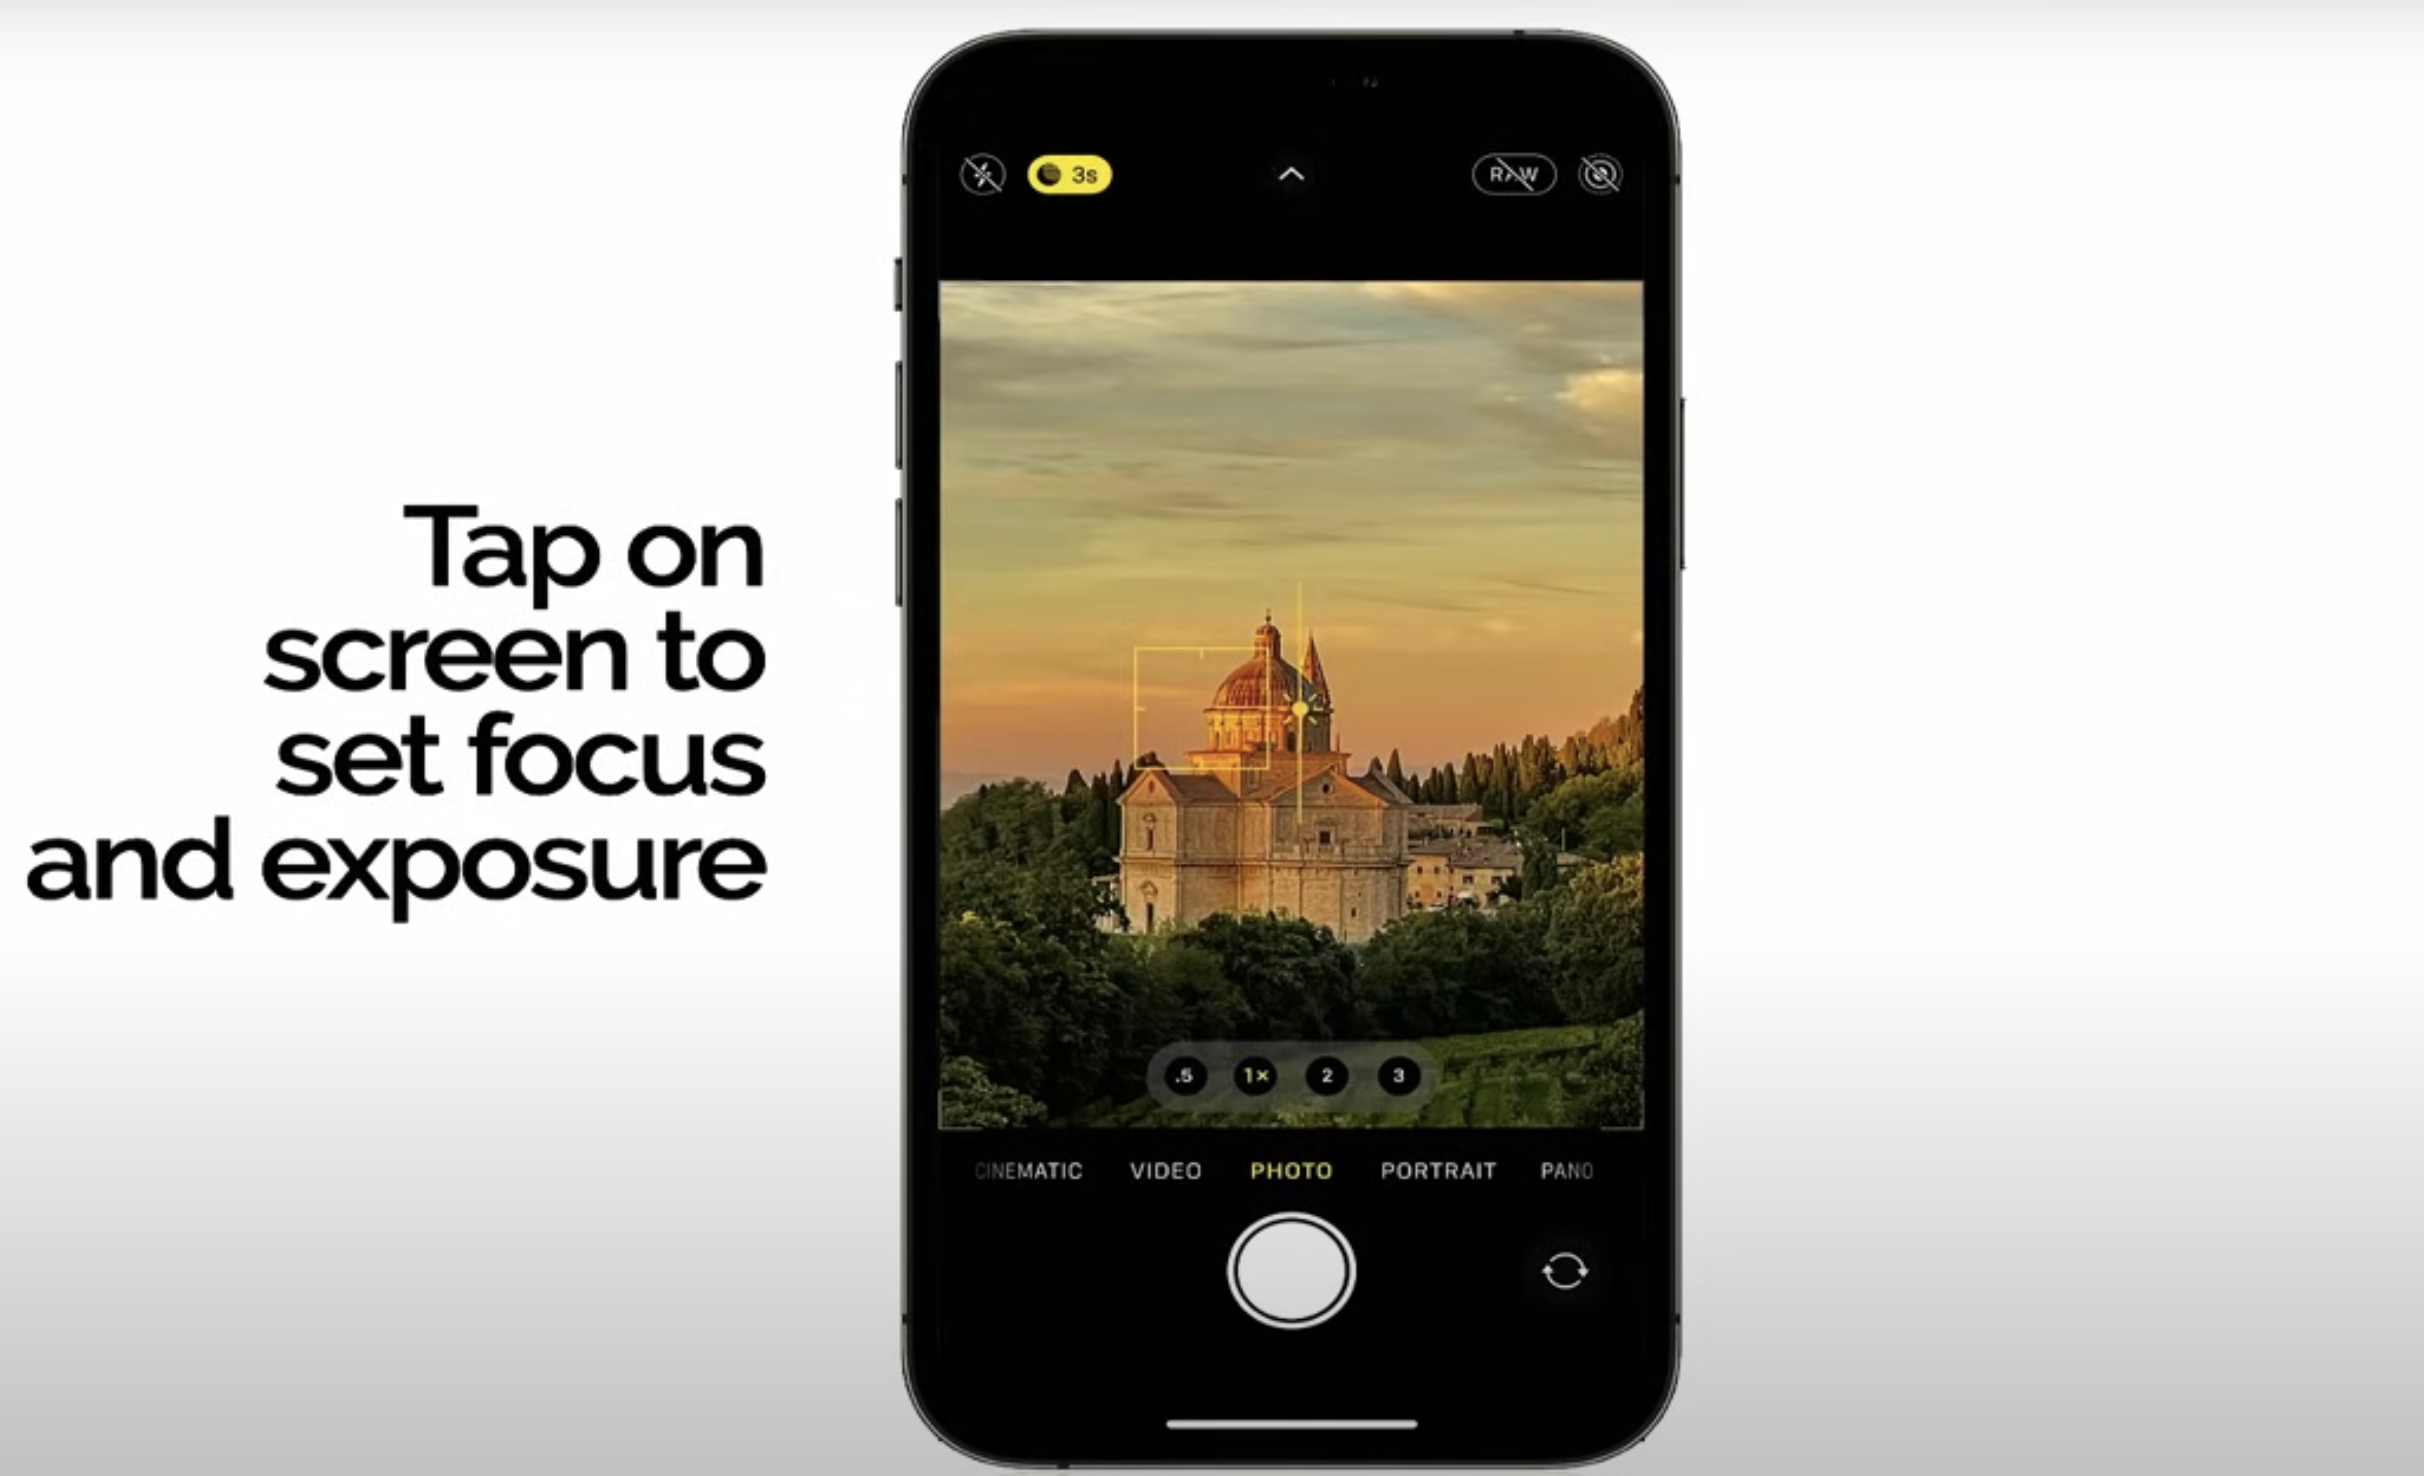 Tap on
screen to
set focus
and exposure
3s
RAW
.5 1× 2 3
CINEMATIC VIDEO PHOTO PORTRAIT PANO